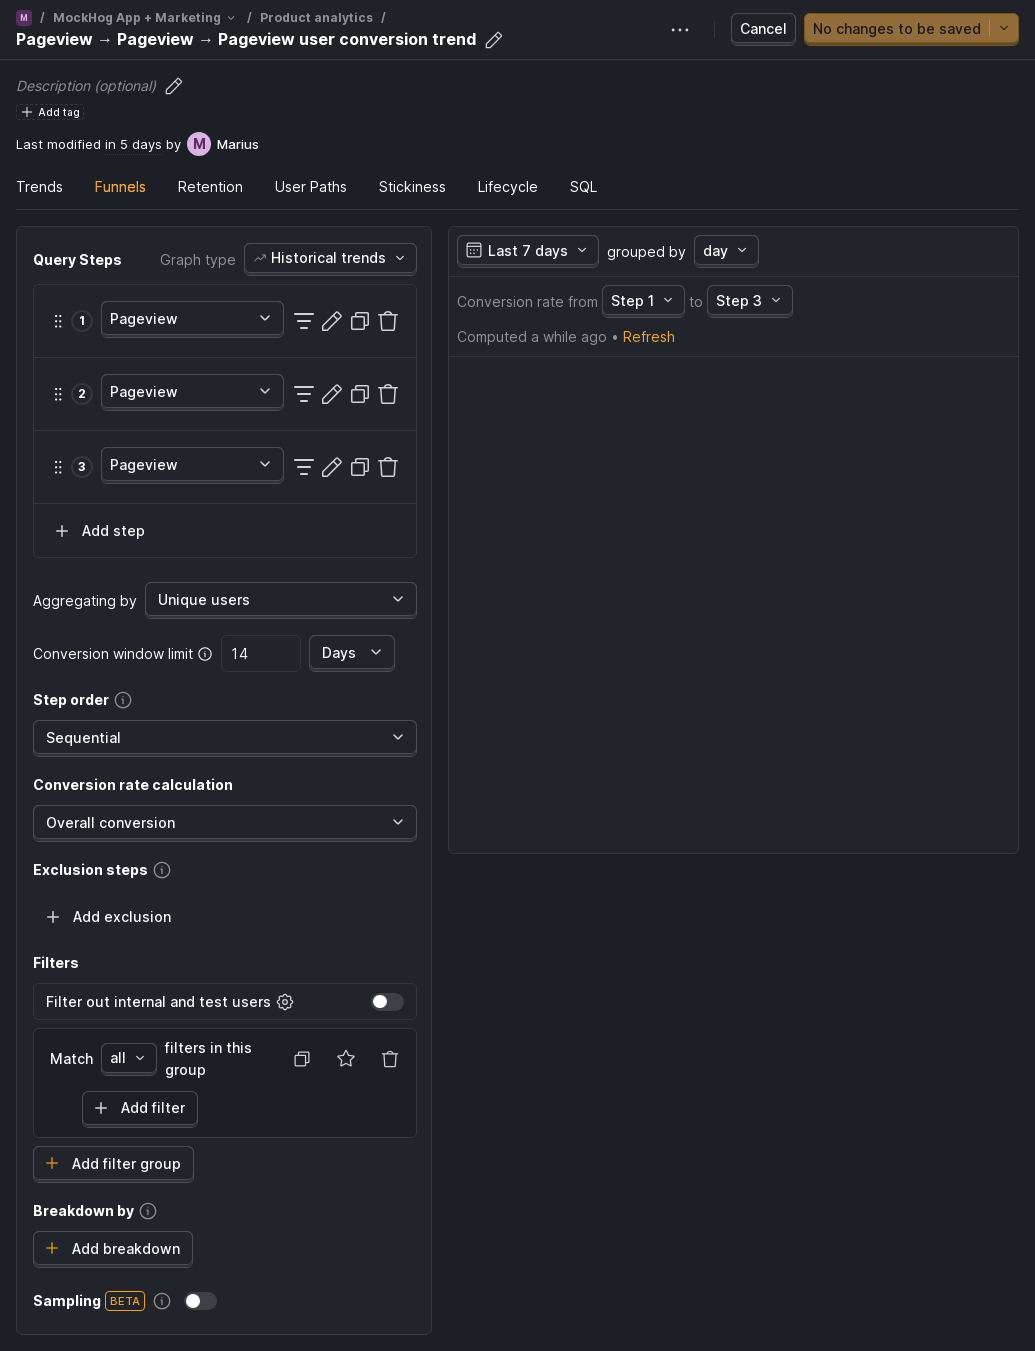 M / MockHog App + Marketing / Product analytics /
Pageview → Pageview → Pageview user conversion trend
Cancel
No changes to be saved
Description (optional)
Add tag
Last modified in 5 days by M Marius
Trends Funnels Retention User Paths Stickiness Lifecycle SQL
Query Steps Graph type Historical trends
1 Pageview
2 Pageview
3 Pageview
Add step
Aggregating by Unique users
Conversion window limit 14 Days
Step order
Sequential
Conversion rate calculation
Overall conversion
Exclusion steps
Add exclusion
Filters
Filter out internal and test users
Match all filters in this
group
Add filter
Add filter group
Breakdown by
Add breakdown
Sampling BETA
Last 7 days grouped by day
Conversion rate from Step 1 to Step 3
Computed a while ago • Refresh